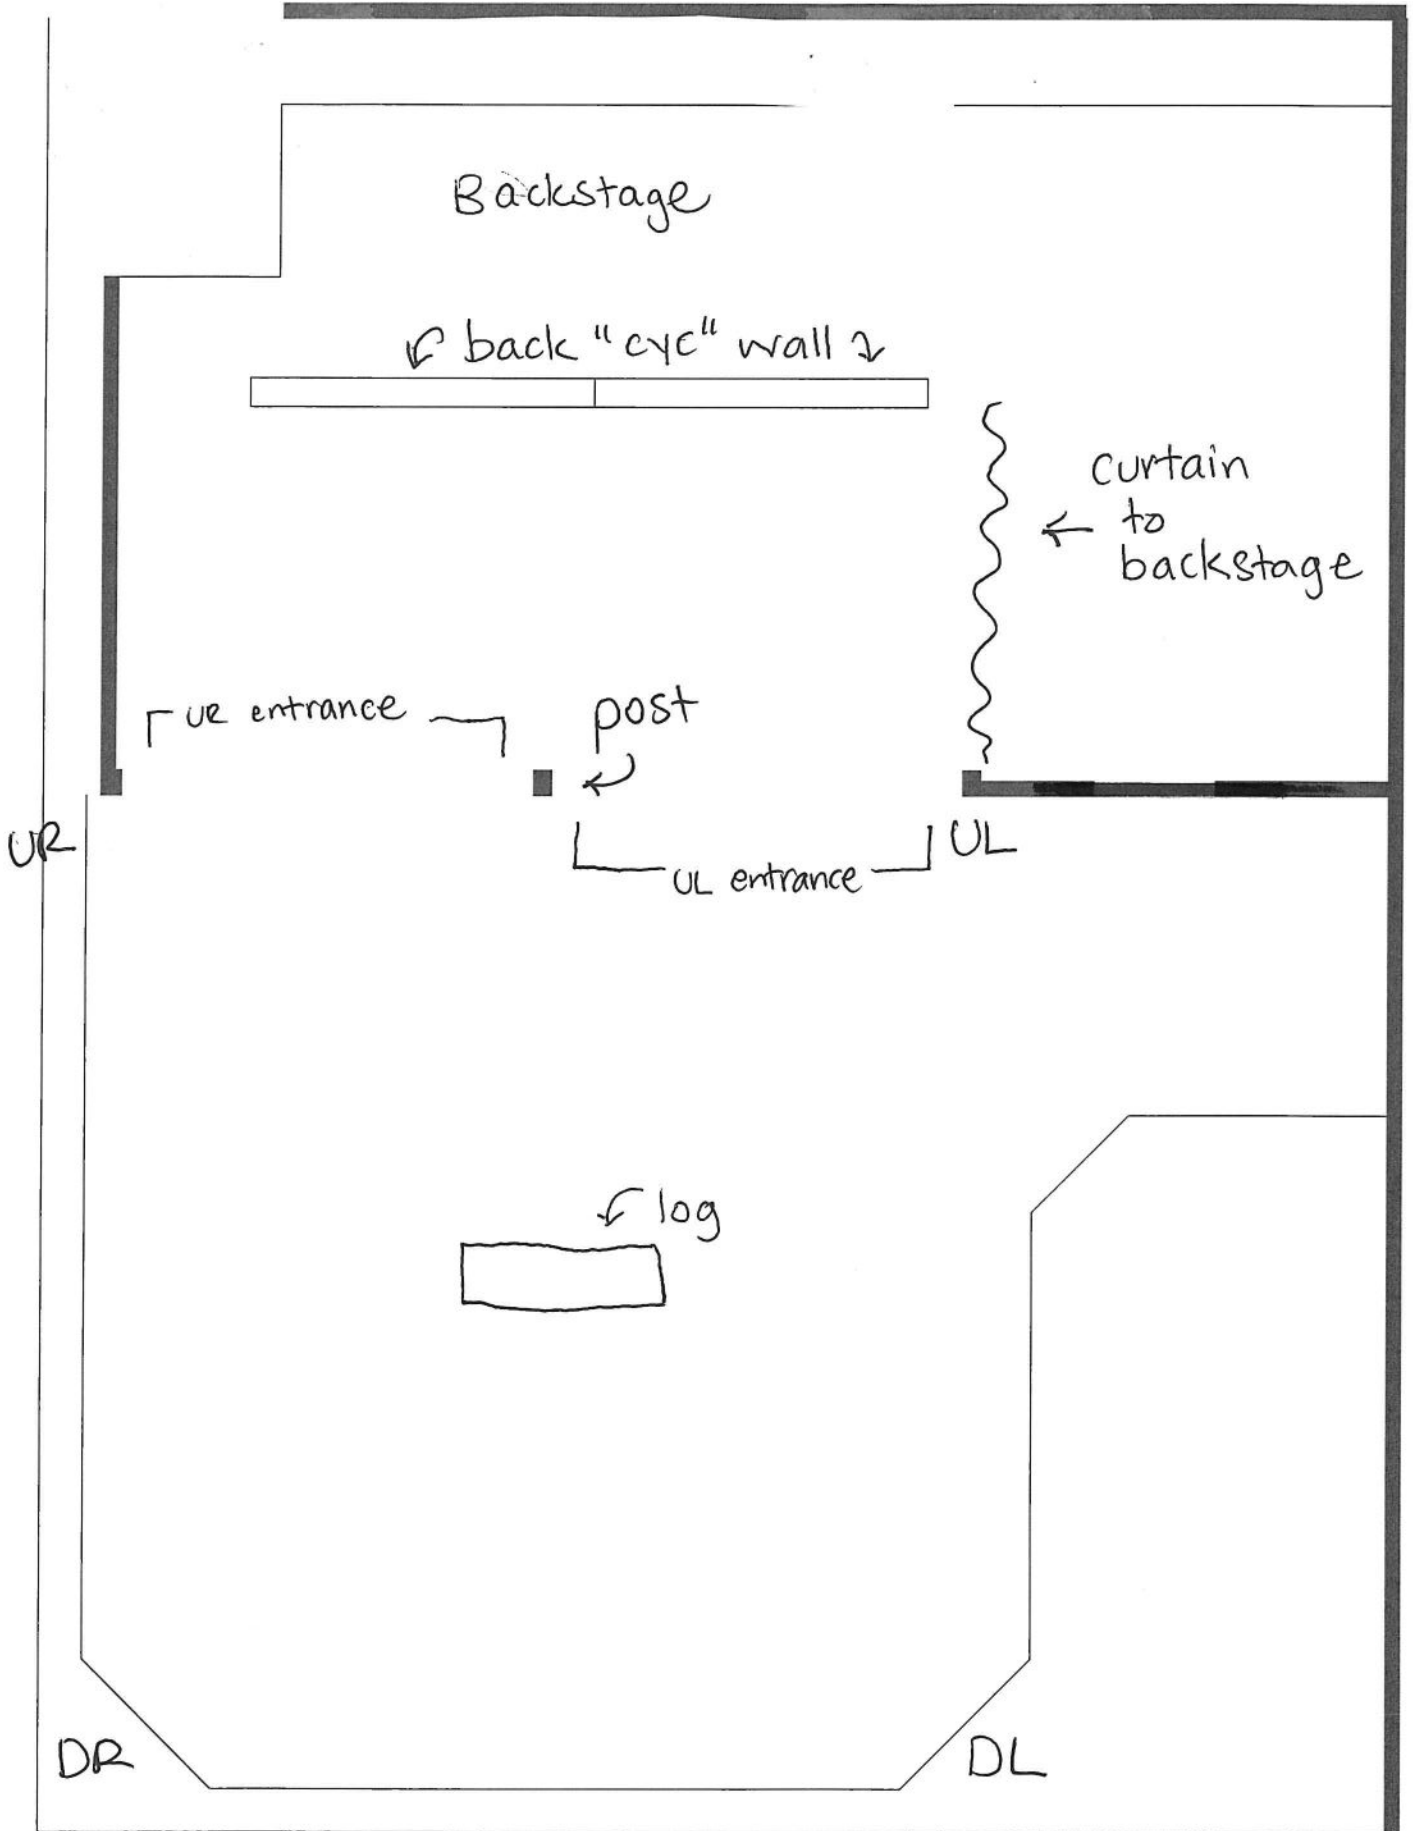 Backstage
back "cyc" wall
curtain
to
backstage
UR entrance
post
UR
UL
UL entrance
log
DR
DL